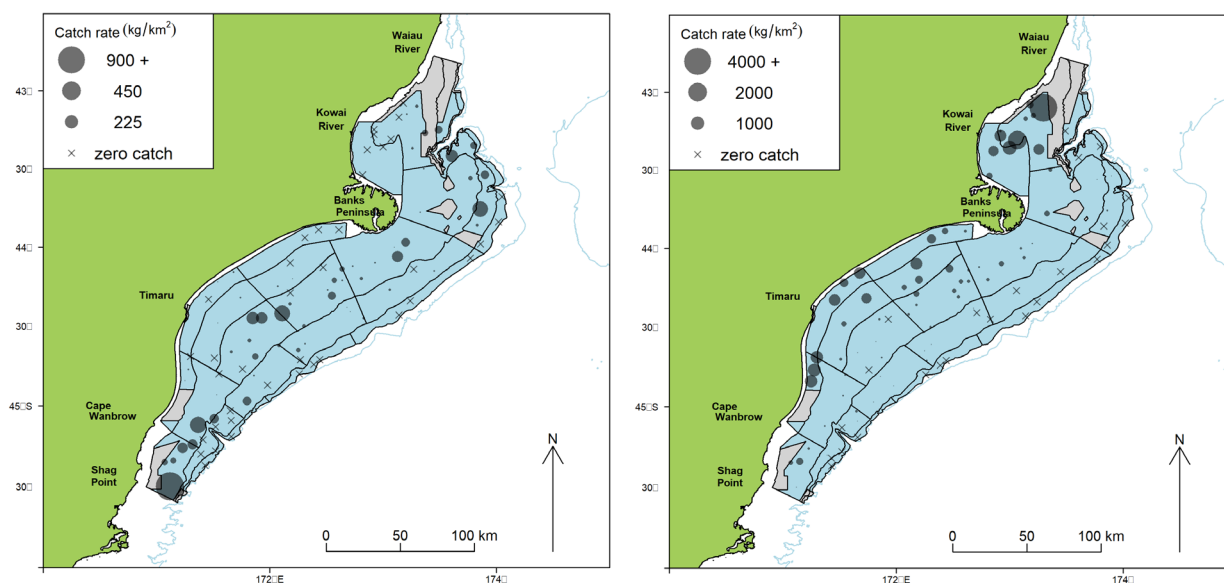 Catch rate (kg/km²)
900 +
450
225
× zero catch
Waiau
River
Kowai
River
Banks
Peninsula
Timaru
Cape
Wanbrow
Shag
Point
43□
30□
44□
30□
45□S
30□
172□E
174□
0 50 100 km
N
Catch rate (kg/km²)
4000 +
2000
1000
× zero catch
Waiau
River
Kowai
River
Banks
Peninsula
Timaru
Cape
Wanbrow
Shag
Point
43□
30□
44□
30□
45□S
30□
172□E
174□
0 50 100 km
N